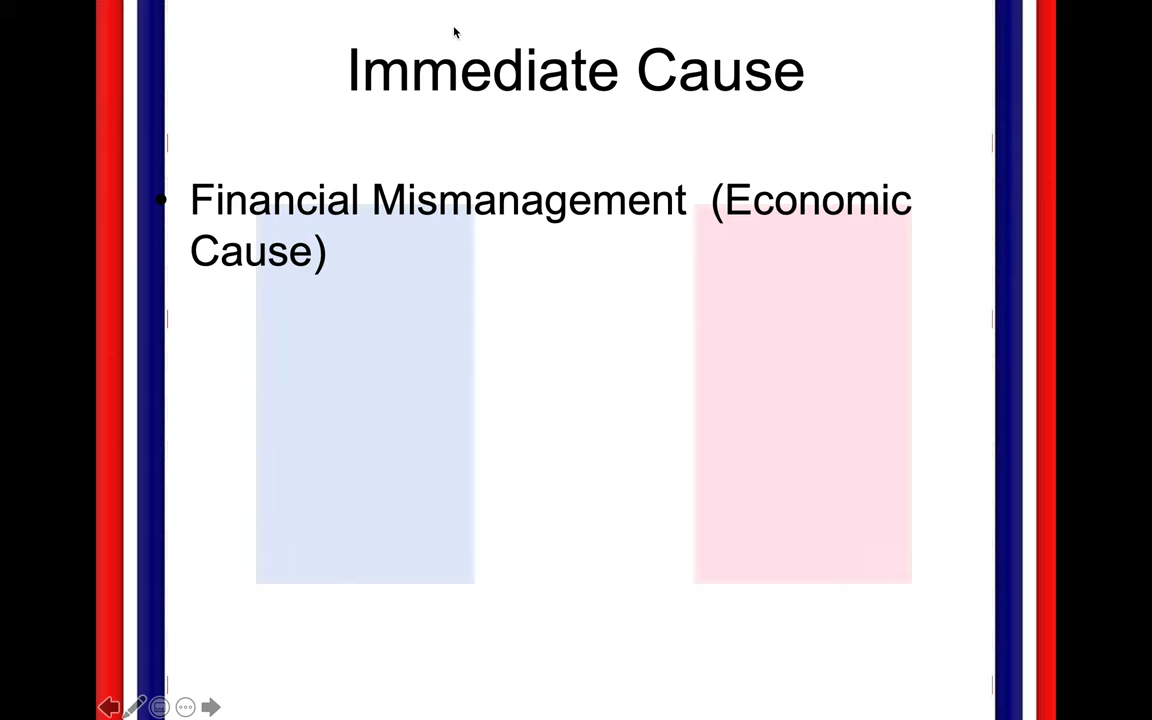 Immediate Cause
• Financial Mismanagement  (Economic
Cause)